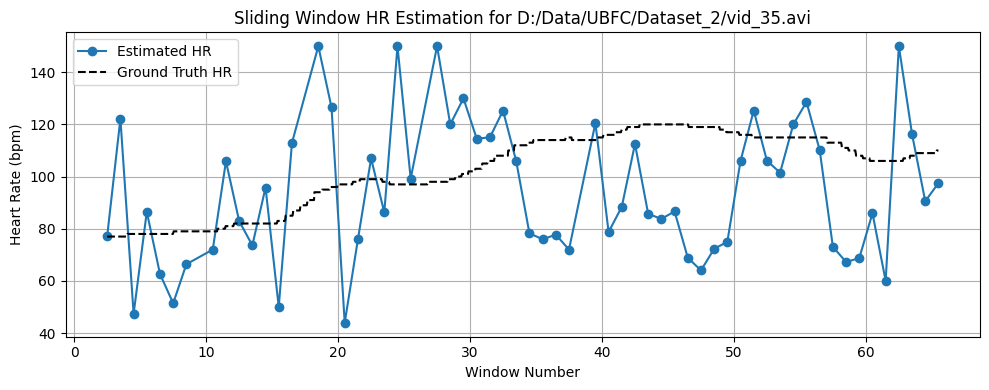 Sliding Window HR Estimation for D:/Data/UBFC/Dataset_2/vid_35.avi
Estimated HR
Ground Truth HR
Heart Rate (bpm)
140
120
100
80
60
40
0 10 20 30 40 50 60
Window Number